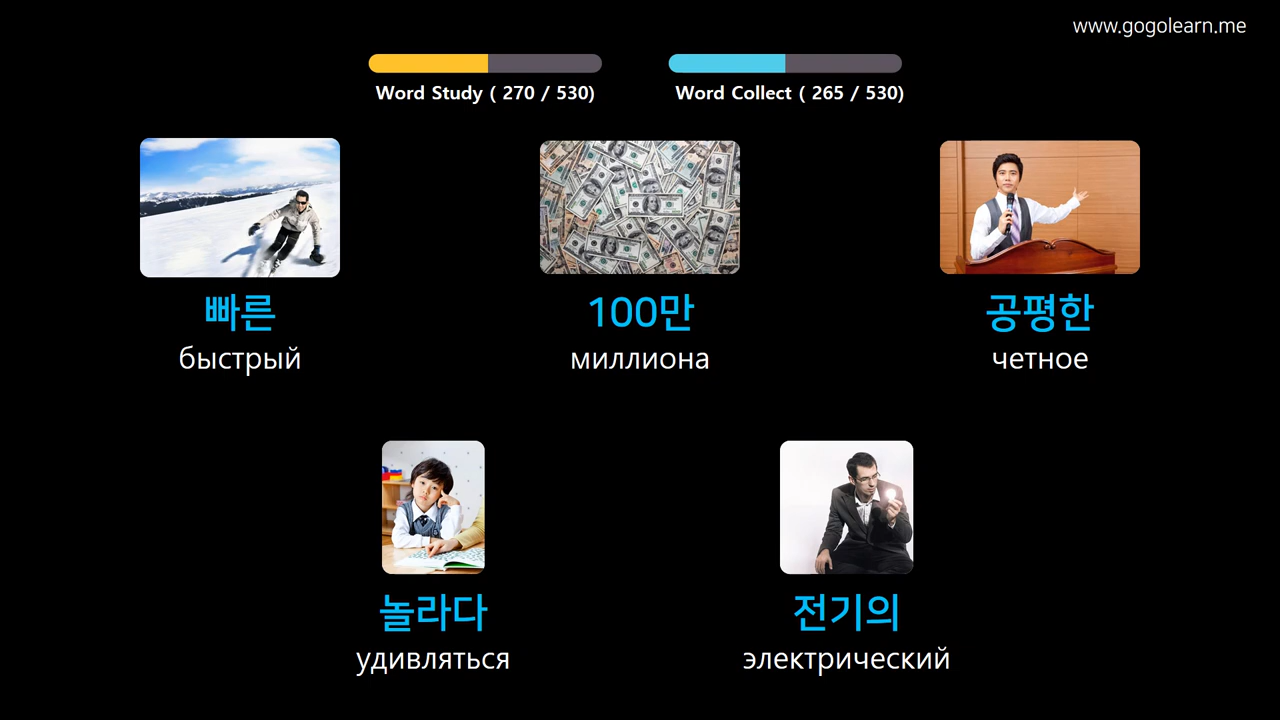 www.gogolearn.me
Word Study ( 270 / 530)
Word Collect ( 265 / 530)
빠른
быстрый
100만
миллиона
공평한
четное
놀라다
удивляться
전기의
электрический